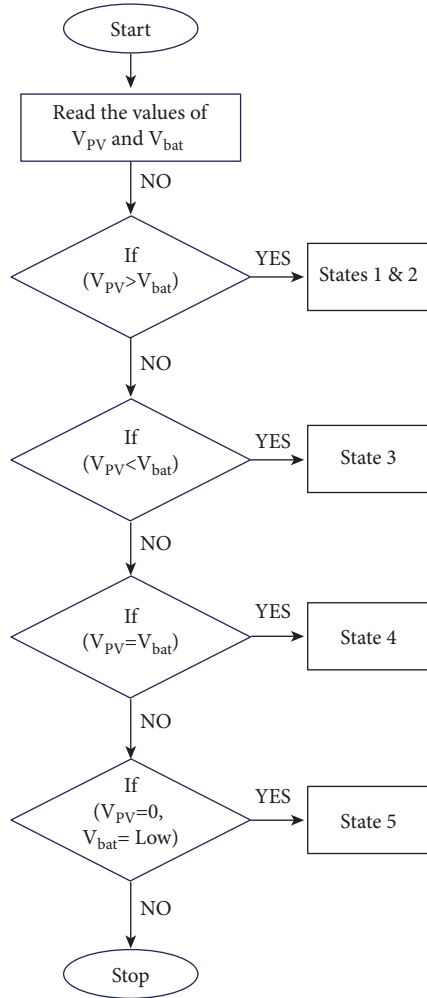 Start
Read the values of
V_PV and V_bat
NO
If
(V_PV>V_bat)
YES
States 1 & 2
NO
If
(V_PV<V_bat)
YES
State 3
NO
If
(V_PV=V_bat)
YES
State 4
NO
If
(V_PV=0,
V_bat= Low)
YES
State 5
NO
Stop